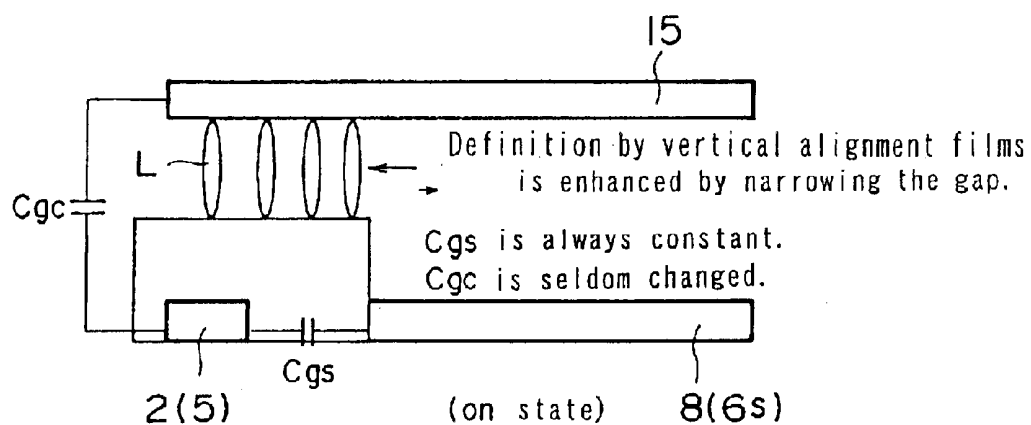 15
L
Definition by vertical alignment films
is enhanced by narrowing the gap.
Cgc
Cgs is always constant.
Cgc is seldom changed.
Cgs
2(5)
(on state)
8(6s)